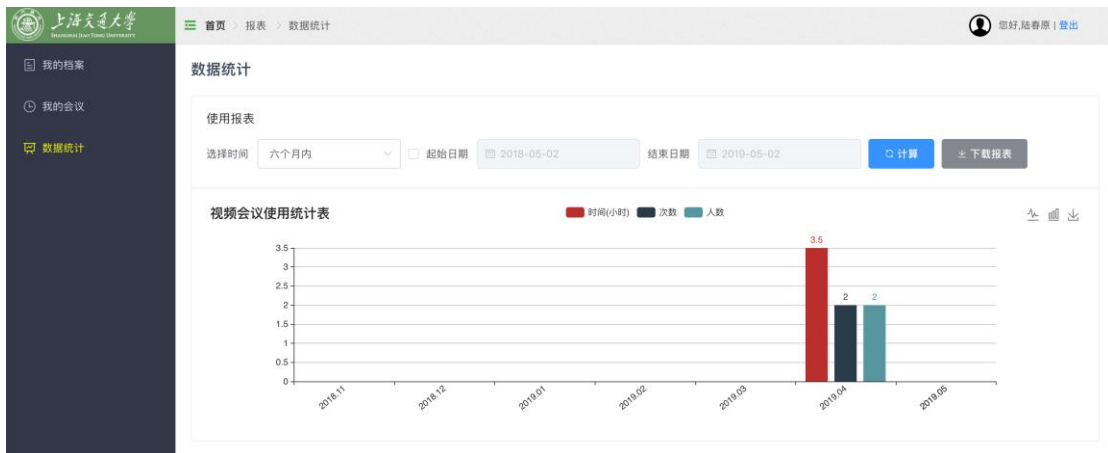 上海交通大学
SHANGHAI JIAO TONG UNIVERSITY
首页 > 报表 > 数据统计
您好,陆春原 | 登出
我的档案
我的会议
数据统计
数据统计
使用报表
选择时间 六个月内 起始日期 2018-05-02 结束日期 2019-05-02 计算 下载报表
视频会议使用统计表
时间(小时) 次数 人数
3.5
3
2.5
2
1.5
1
0.5
0
3.5
2
2
2018.11
2018.12
2019.01
2019.02
2019.03
2019.04
2019.05